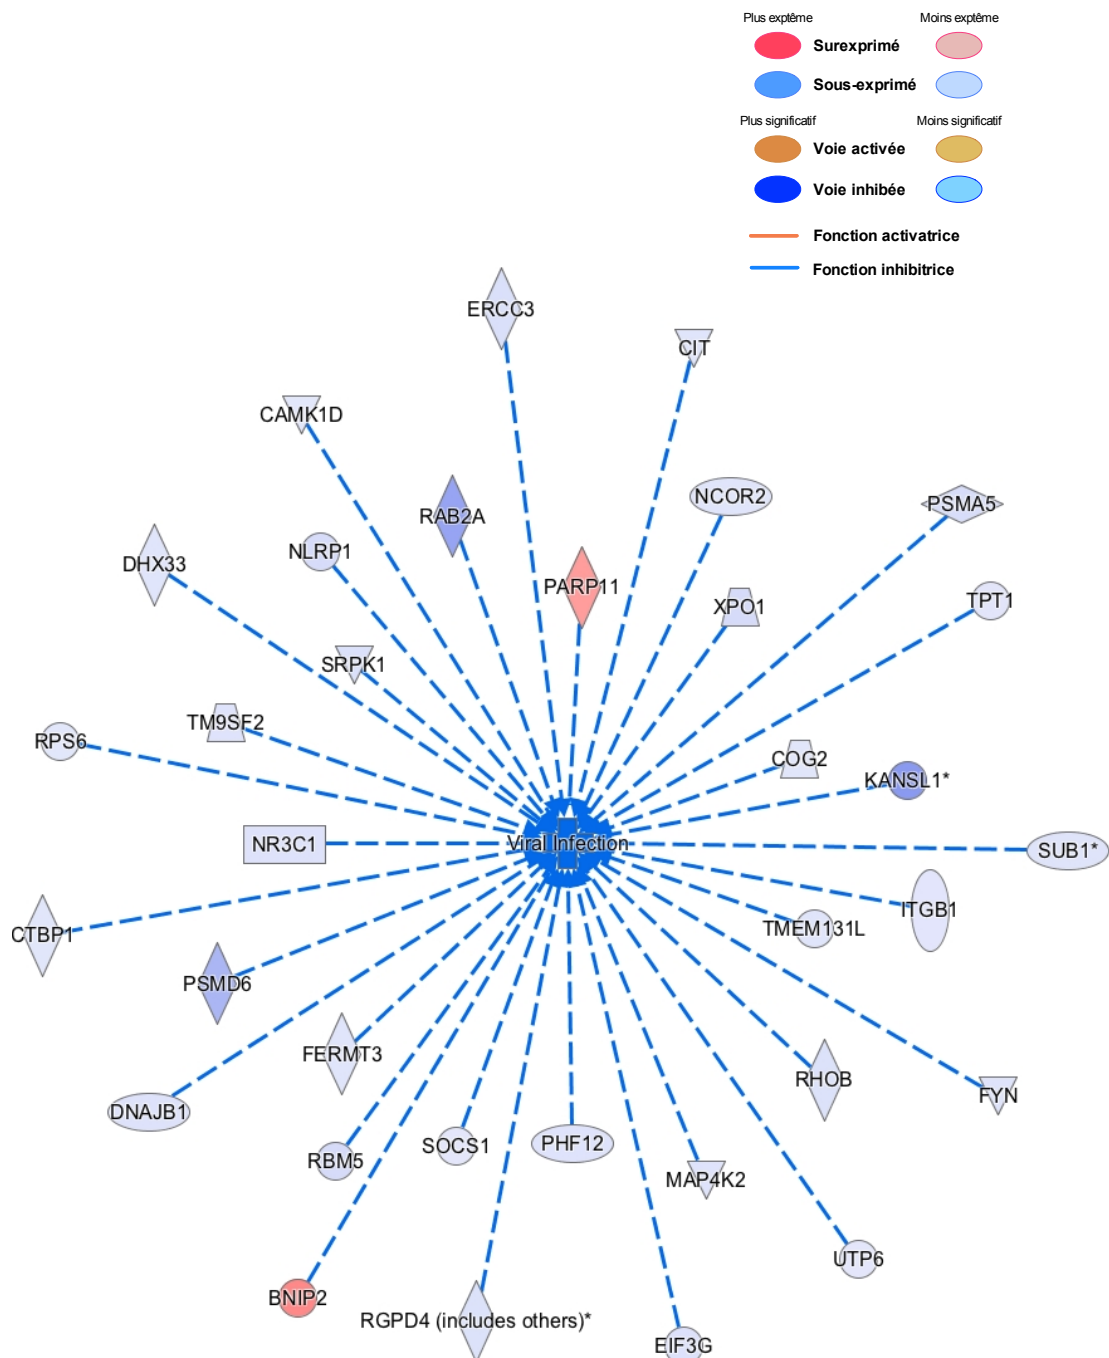 Plus exptême Moins exptême
Surexprimé
Sous-exprimé
Plus significatif Moins significatif
Voie activée
Voie inhibée
Fonction activatrice
Fonction inhibitrice
ERCC3
CIT
CAMK1D
NCOR2
PSMA5
RAB2A
NLRP1
DHX33
PARP11
TPT1
XPO1
SRPK1
TM9SF2
RPS6
COG2
KANSL1*
NR3C1
Viral Infection
SUB1*
ITGB1
TMEM131L
CTBP1
PSMD6
FERMT3
RHOB
FYN
DNAJB1
SOCS1
PHF12
RBM5
MAP4K2
UTP6
BNIP2
RGPD4 (includes others)*
EIF3G